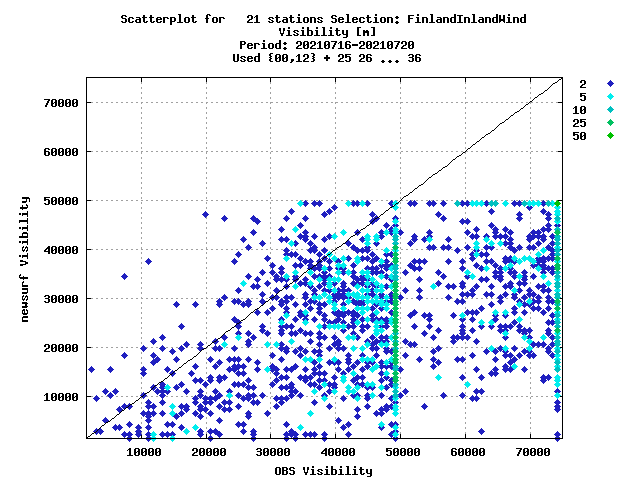 Scatterplot for   21 stations Selection: FinlandInlandWind
Visibility [m]
Period: 20210716-20210720
Used {00,12} + 25 26 ... 36
2
5
10
25
50
70000
60000
50000
40000
30000
20000
10000
newsurf Visibility
10000 20000 30000 40000 50000 60000 70000
OBS Visibility